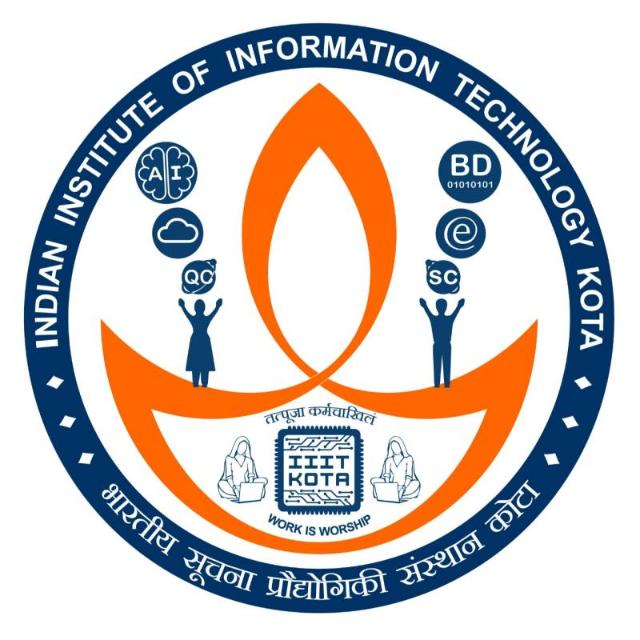 INDIAN INSTITUTE OF INFORMATION TECHNOLOGY KOTA
AI
BD
01010101
e
QC
SC
तत्पूजा कर्मचाखिलं
IIIT
KOTA
WORK IS WORSHIP
भारतीय सूचना प्रौद्योगिकी संस्थान कोटा